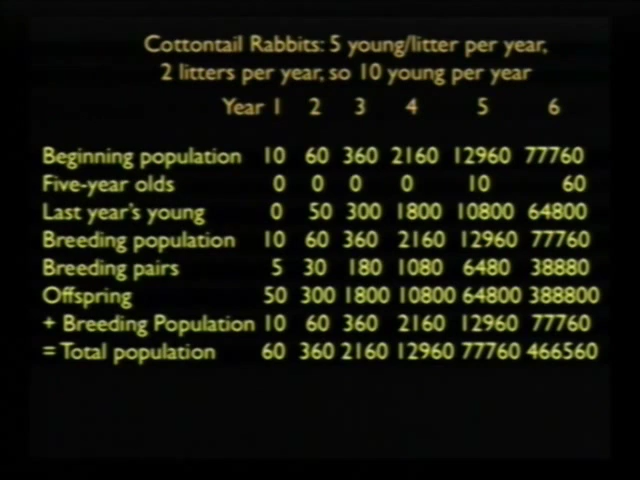 Cottontail Rabbits: 5 young/litter per year,
2 litters per year, so 10 young per year
Year 1 2 3 4 5 6
Beginning population 10 60 360 2160 12960 77760
Five-year olds 0 0 0 0 10 60
Last year's young 0 50 300 1800 10800 64800
Breeding population 10 60 360 2160 12960 77760
Breeding pairs 5 30 180 1080 6480 38880
Offspring 50 300 1800 10800 64800 388800
+ Breeding Population 10 60 360 2160 12960 77760
= Total population 60 360 2160 12960 77760 466560